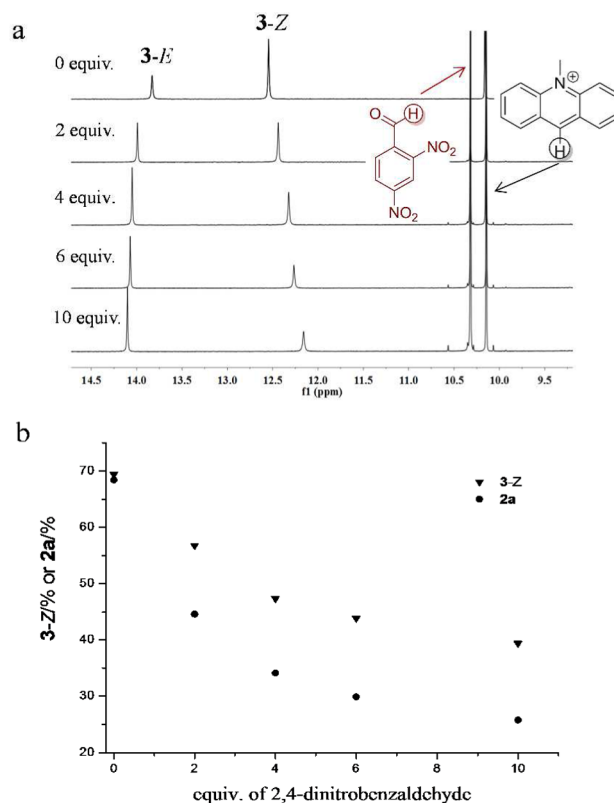 a
3-E
3-Z
0 equiv.
2 equiv.
4 equiv.
6 equiv.
10 equiv.
O
H
NO2
NO2
N
+
H
14.5 14.0 13.5 13.0 12.5 12.0 11.5 11.0 10.5 10.0 9.5
f1 (ppm)
b
3-Z/% or 2a/%
70
60
50
40
30
20
3-Z
2a
0 2 4 6 8 10
equiv. of 2,4-dinitrobenzaldehyde